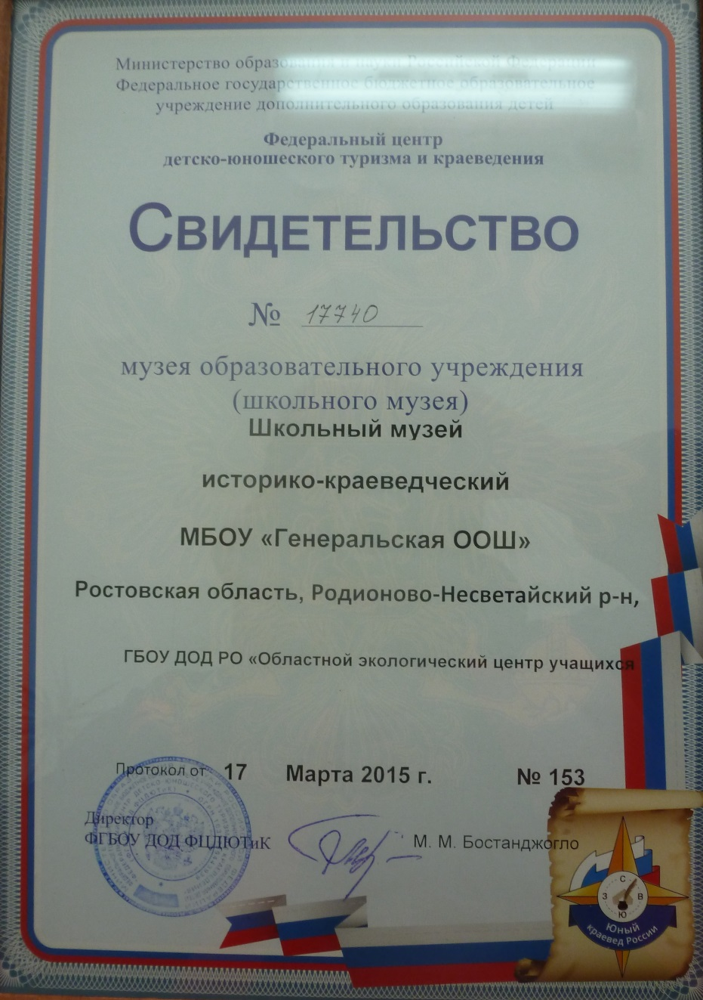 Министерство образования и науки Российской Федерации
Федеральное государственное бюджетное образовательное
учреждение дополнительного образования детей
Федеральный центр
детско-юношеского туризма и краеведения
Свидетельство
№ 17740
музея образовательного учреждения
(школьного музея)
Школьный музей
историко-краеведческий
МБОУ «Генеральская ООШ»
Ростовская область, Родионово-Несветайский р-н,
ГБОУ ДОД РО «Областной экологический центр учащихся
Протокол от 17 Марта 2015 г. № 153
Директор
ФГБОУ ДОД ФЦДЮТиК М. М. Бостанджогло
С
З В
Ю
Юный
краевед России